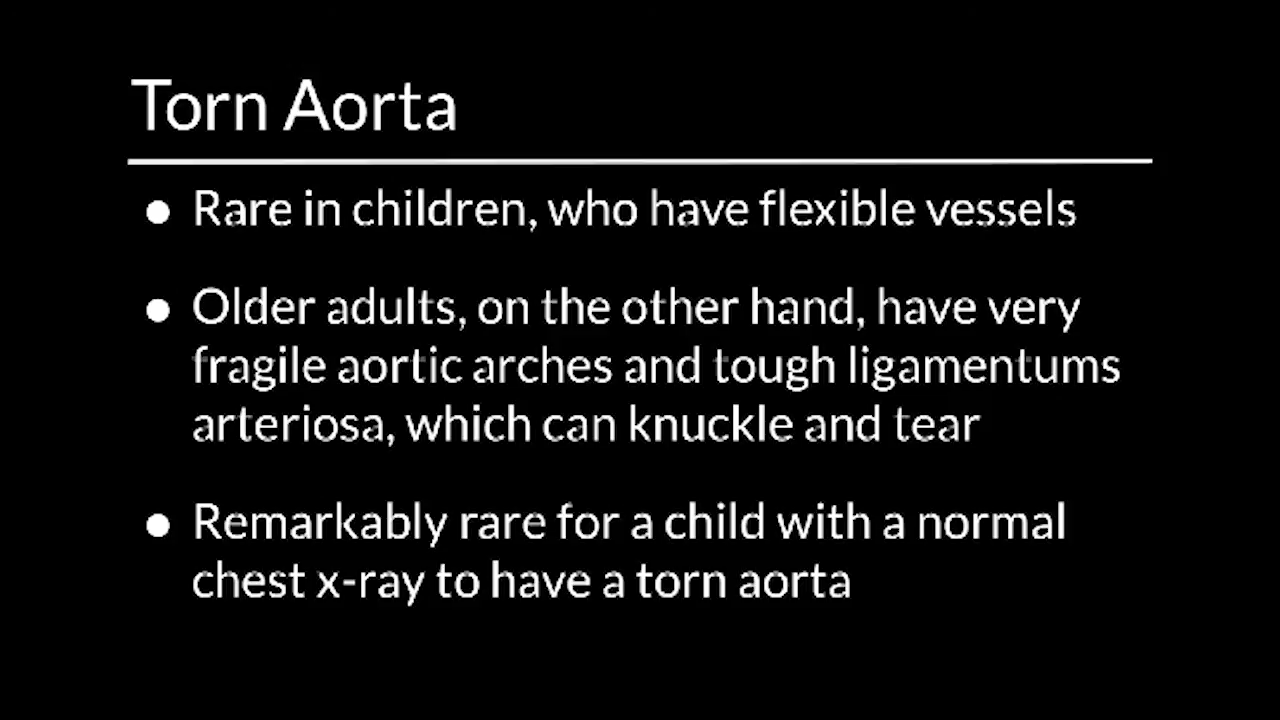 Torn Aorta
● Rare in children, who have flexible vessels
● Older adults, on the other hand, have very
fragile aortic arches and tough ligamentums
arteriosa, which can knuckle and tear
● Remarkably rare for a child with a normal
chest x-ray to have a torn aorta